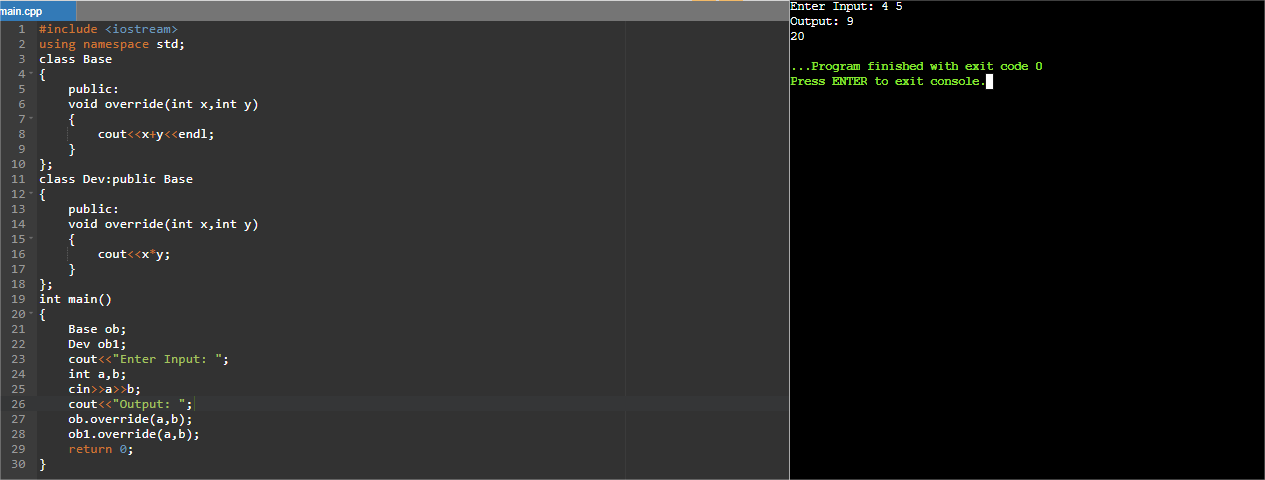 main.cpp
1 #include <iostream>
2 using namespace std;
3 class Base
4 {
5     public:
6     void override(int x,int y)
7     {
8         cout<<x+y<<endl;
9     }
10 };
11 class Dev:public Base
12 {
13     public:
14     void override(int x,int y)
15     {
16         cout<<x*y;
17     }
18 };
19 int main()
20 {
21     Base ob;
22     Dev ob1;
23     cout<<"Enter Input: ";
24     int a,b;
25     cin>>a>>b;
26     cout<<"Output: ";
27     ob.override(a,b);
28     ob1.override(a,b);
29     return 0;
30 }
Enter Input: 4 5
Output: 9
20
...Program finished with exit code 0
Press ENTER to exit console.